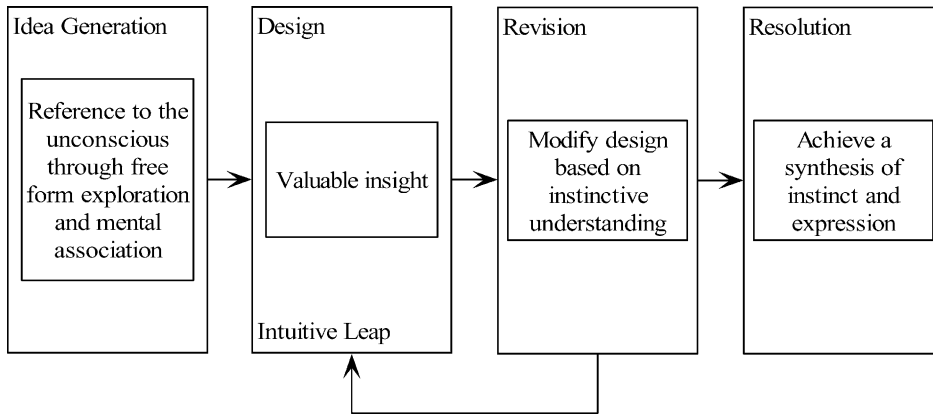 Idea Generation
Reference to the
unconscious
through free
form exploration
and mental
association
Design
Valuable insight
Intuitive Leap
Revision
Modify design
based on
instinctive
understanding
Resolution
Achieve a
synthesis of
instinct and
expression